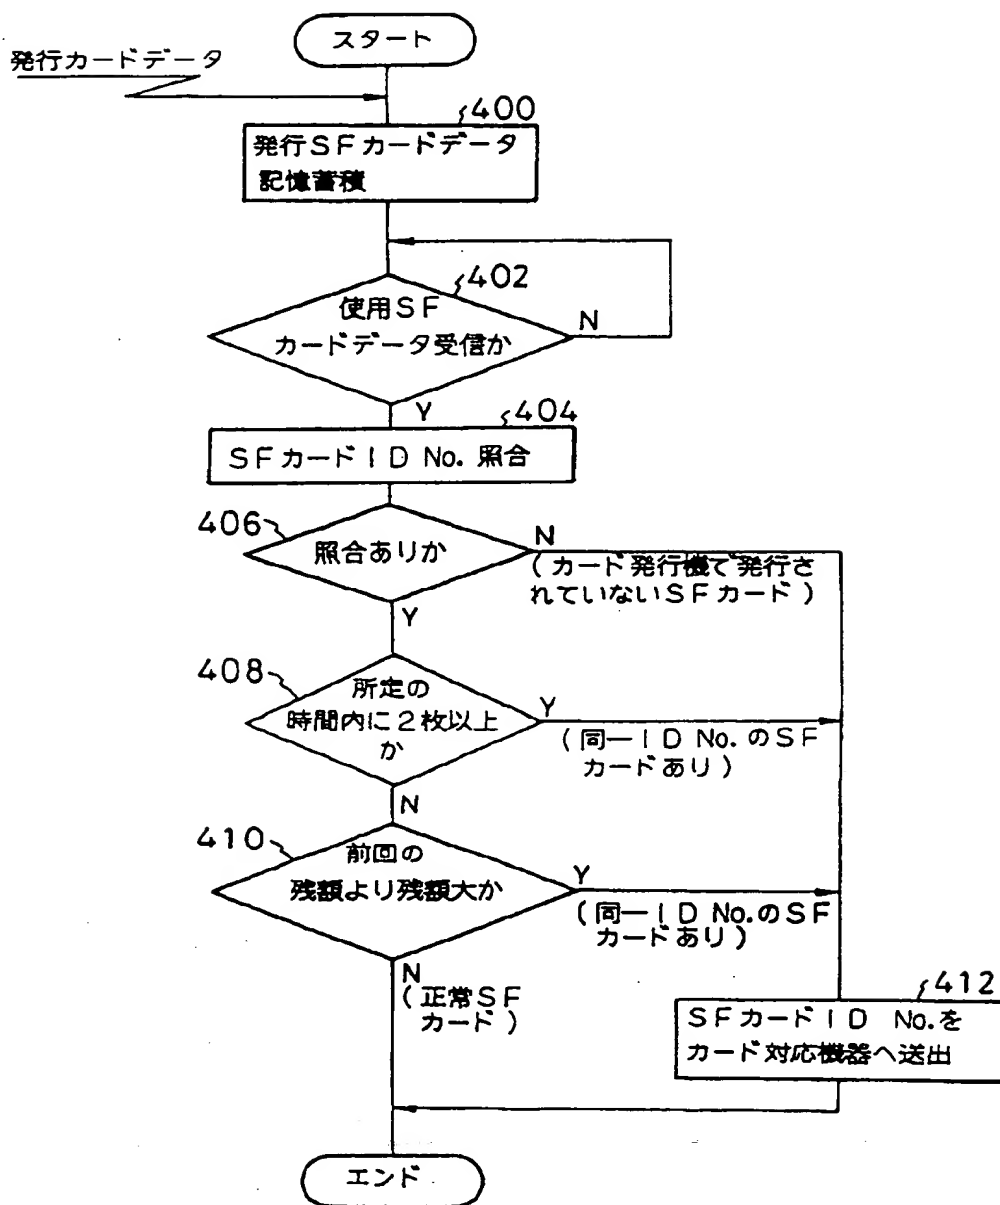 スタート
発行カードデータ
400
発行SFカードデータ
記憶蓄積
402
使用SF
カードデータ受信か
N
Y
404
SFカードID No. 照合
406
照合ありか
N
(カード発行機で発行さ
れていないSFカード)
Y
408
所定の
時間内に2枚以上
か
Y
(同一ID No.のSF
カードあり)
N
410
前回の
残額より残額大か
Y
(同一ID No.のSF
カードあり)
N
(正常SF
カード)
412
SFカードID No.を
カード対応機器へ送出
エンド